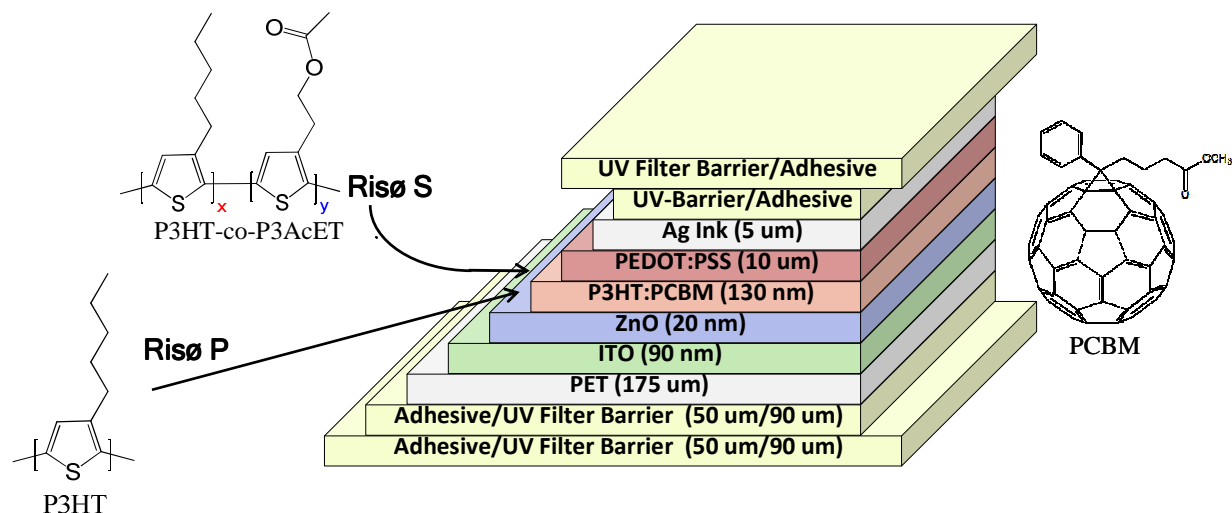 O
O
S
x
S
y
P3HT-co-P3AcET
Risø S
Risø P
S
P3HT
UV Filter Barrier/Adhesive
UV-Barrier/Adhesive
Ag Ink (5 um)
PEDOT:PSS (10 um)
P3HT:PCBM (130 nm)
ZnO (20 nm)
ITO (90 nm)
PET (175 um)
Adhesive/UV Filter Barrier (50 um/90 um)
Adhesive/UV Filter Barrier (50 um/90 um)
OCH3
O
PCBM